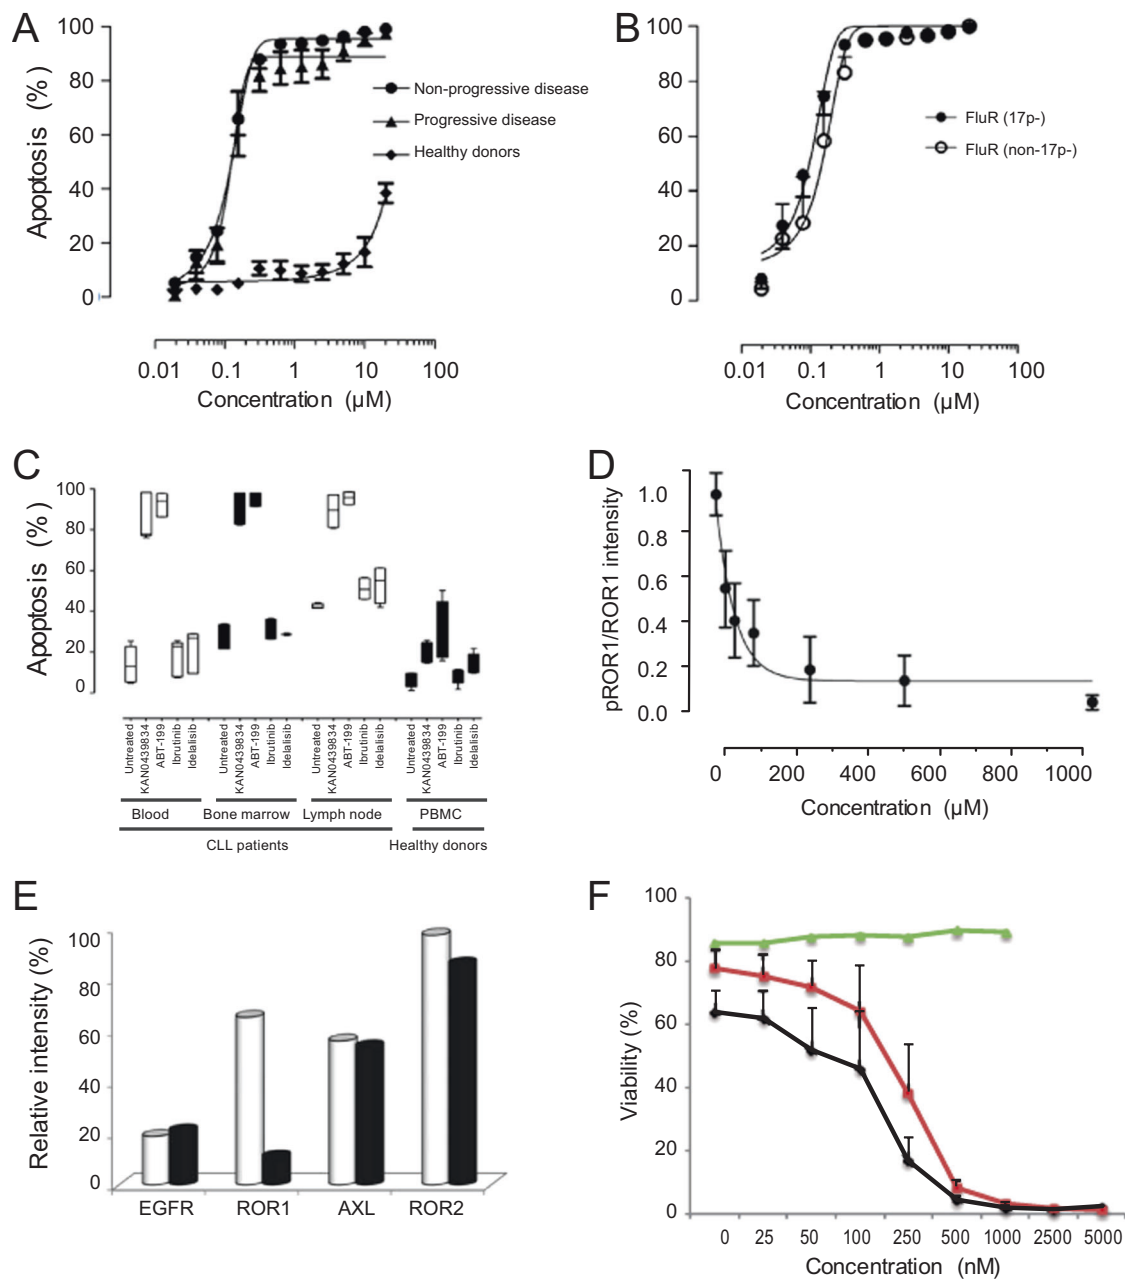 A
Apoptosis (%)
100
80
60
40
20
0
Non-progressive disease
Progressive disease
Healthy donors
0.01 0.1 1 10 100
Concentration (µM)
B
100
80
60
40
20
0
FluR (17p-)
FluR (non-17p-)
0.01 0.1 1 10 100
Concentration (µM)
C
Apoptosis (%)
100
80
60
40
20
0
Untreated
KAN0439834
ABT-199
Ibrutinib
Idelalisib
Untreated
KAN0439834
ABT-199
Ibrutinib
Idelalisib
Untreated
KAN0439834
ABT-199
Ibrutinib
Idelalisib
Untreated
KAN0439834
ABT-199
Ibrutinib
Idelalisib
Blood Bone marrow Lymph node PBMC
CLL patients Healthy donors
D
pROR1/ROR1 intensity
1.0
0.8
0.6
0.4
0.2
0.0
0 200 400 600 800 1000
Concentration (µM)
E
Relative intensity (%)
100
80
60
40
20
0
EGFR ROR1 AXL ROR2
F
Viability (%)
100
80
60
40
20
0
0 25 50 100 250 500 1000 2500 5000
Concentration (nM)